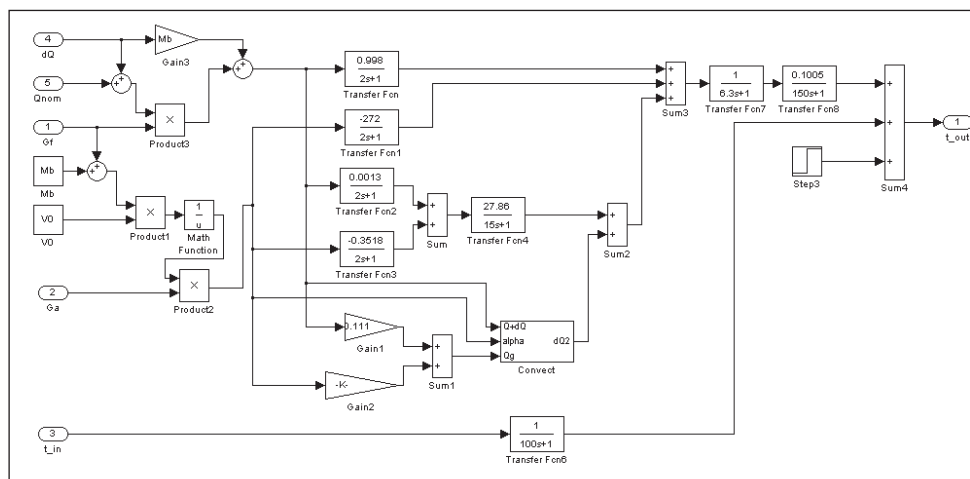 4
dQ
Mb
Gain3
5
Qnom
Product3
1
Gf
Mb
Mb
V0
V0
Product1
1
u
Math
Function
2
Ga
Product2
0.998
2s+1
Transfer Fcn
-272
2s+1
Transfer Fcn1
0.0013
2s+1
Transfer Fcn2
-0.3518
2s+1
Transfer Fcn3
Sum
27.86
15s+1
Transfer Fcn4
Sum2
0.111
Gain1
-K-
Gain2
Sum1
Q+dQ
alpha
Qg
dQ2
Convect
Sum3
1
6.3s+1
Transfer Fcn7
0.1005
150s+1
Transfer Fcn8
Step3
Sum4
1
t_out
3
t_in
1
100s+1
Transfer Fcn6